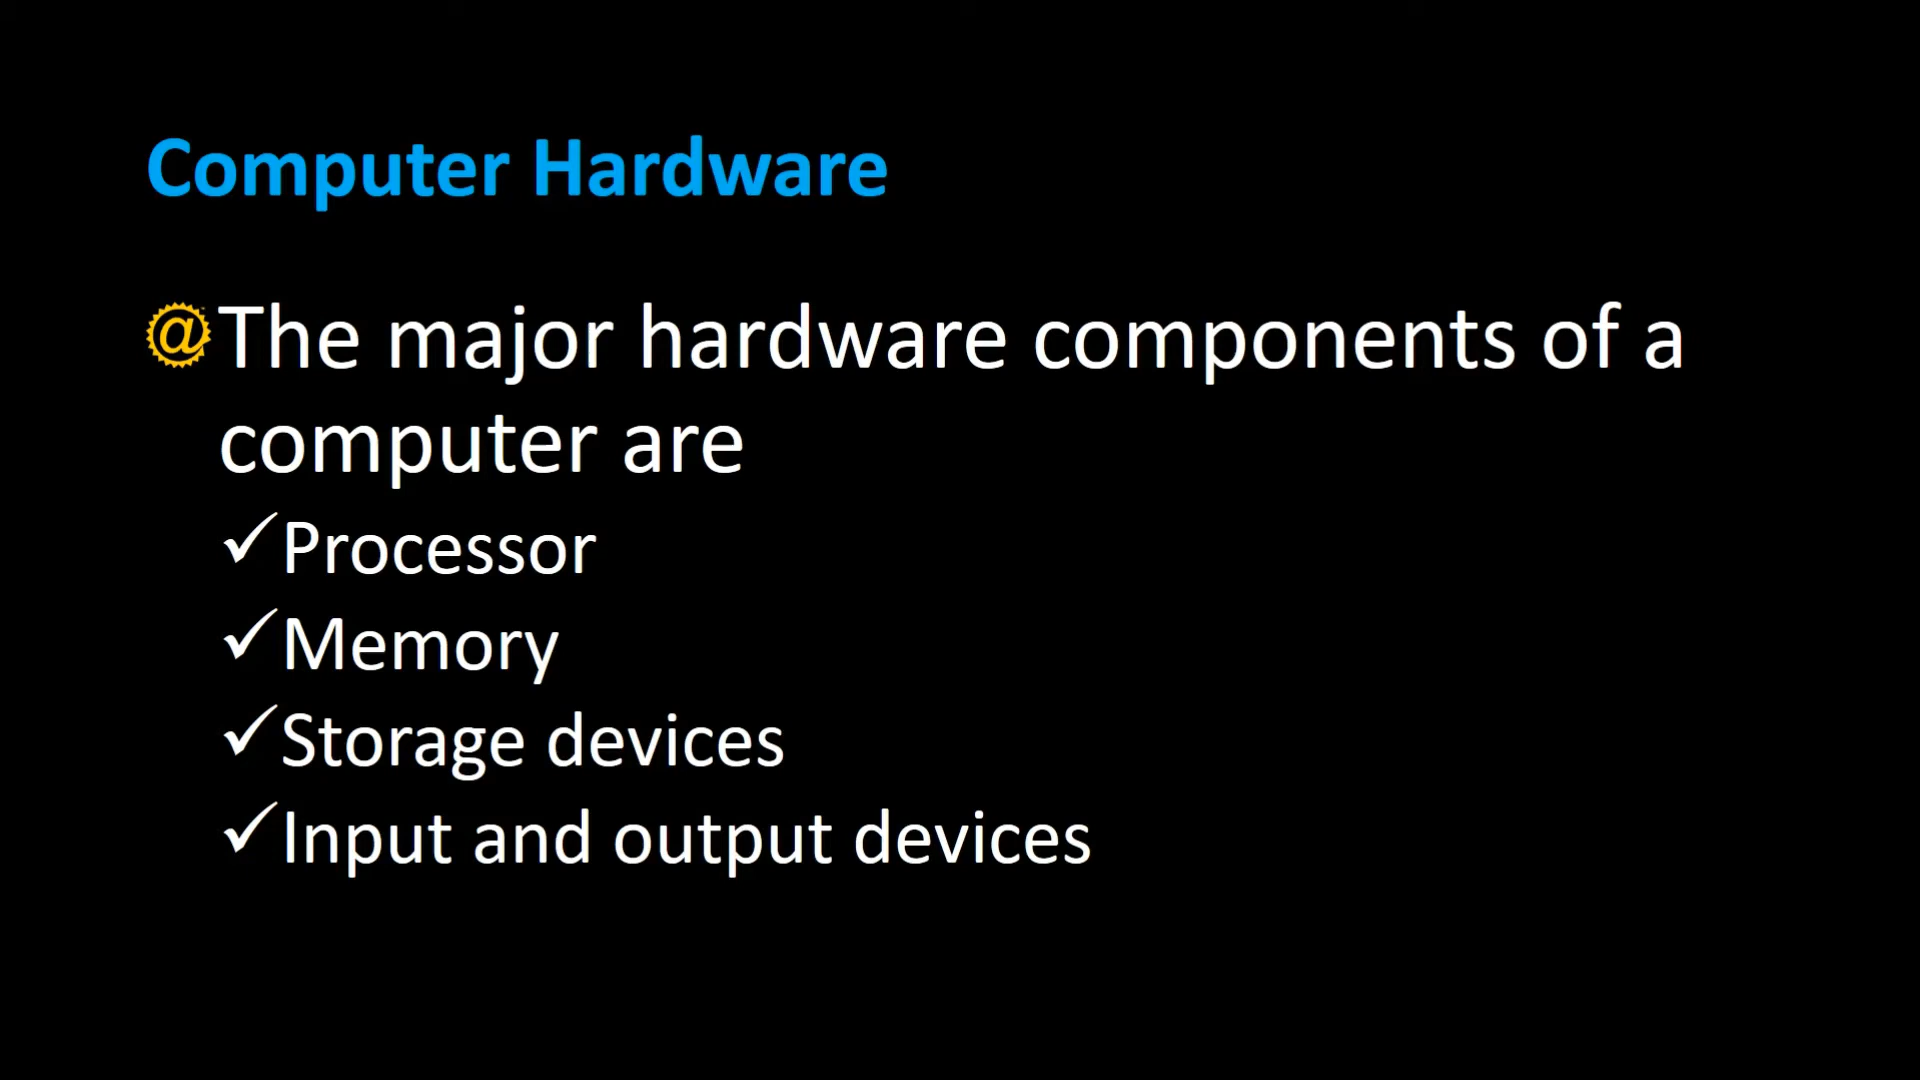 Computer Hardware
@The major hardware components of a
computer are
✓Processor
✓Memory
✓Storage devices
✓Input and output devices